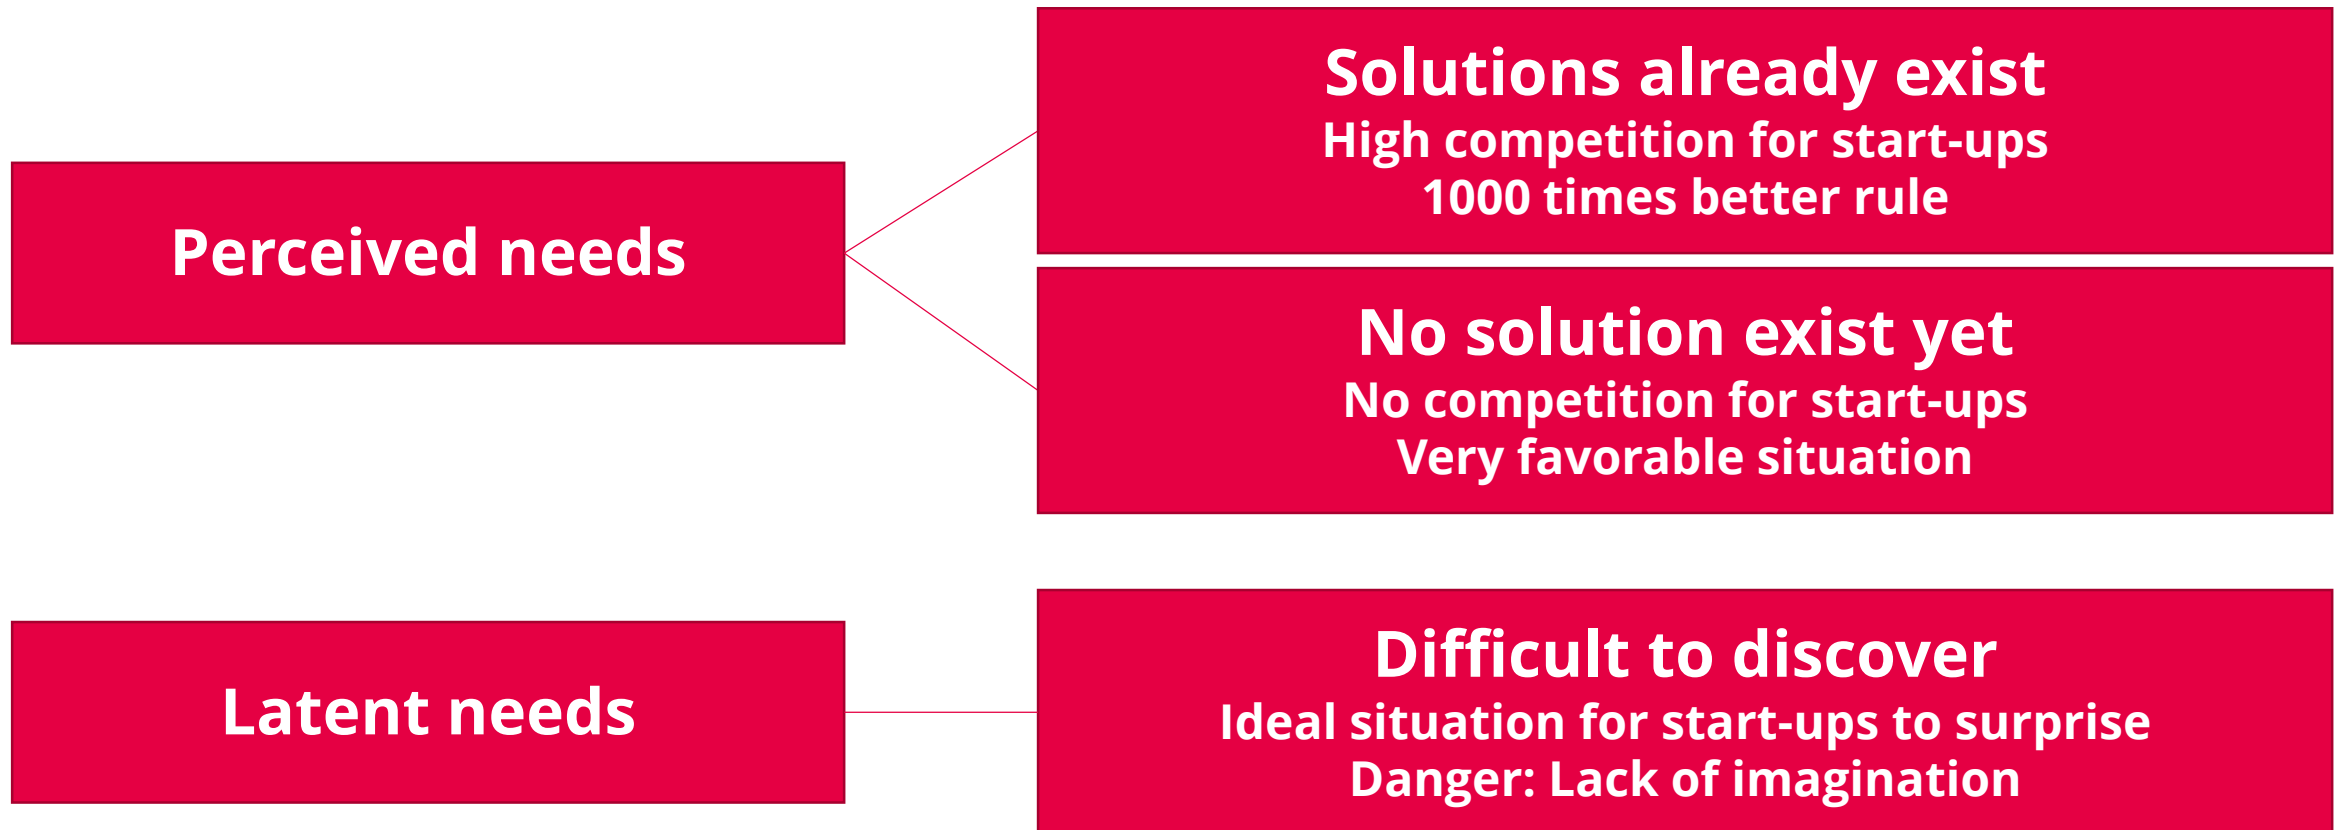 Perceived needs
Solutions already exist
High competition for start-ups
1000 times better rule
No solution exist yet
No competition for start-ups
Very favorable situation
Latent needs
Difficult to discover
Ideal situation for start-ups to surprise
Danger: Lack of imagination